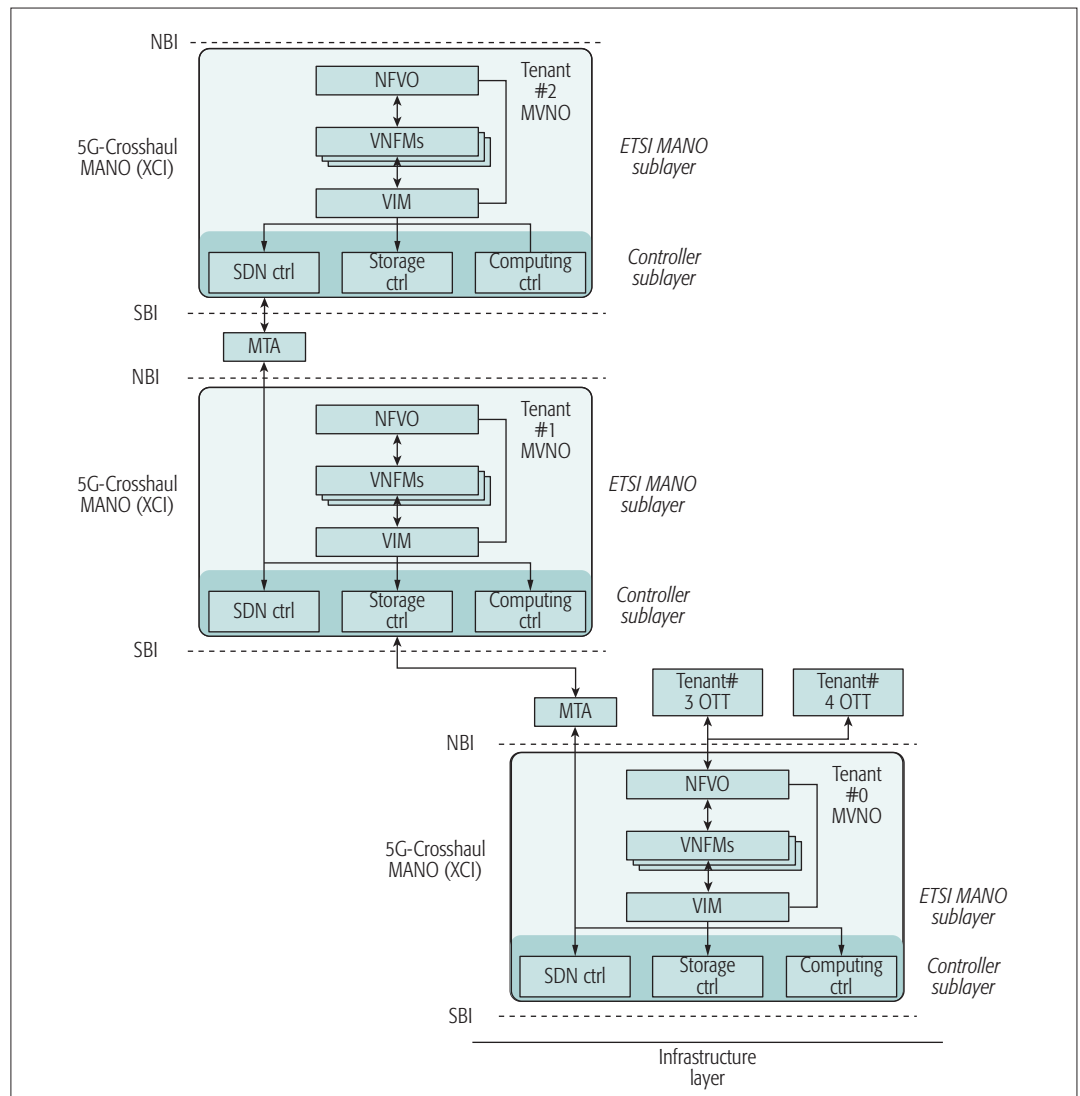 NBI
NFVO
Tenant
#2
MVNO
VNFMs
5G-Crosshaul
MANO (XCI)
ETSI MANO
sublayer
VIM
SDN ctrl
Storage
ctrl
Computing
ctrl
Controller
sublayer
SBI
MTA
NBI
NFVO
Tenant
#1
MVNO
VNFMs
5G-Crosshaul
MANO (XCI)
ETSI MANO
sublayer
VIM
SDN ctrl
Storage
ctrl
Computing
ctrl
Controller
sublayer
SBI
MTA
Tenant#
3 OTT
Tenant#
4 OTT
NBI
NFVO
Tenant
#0
MVNO
VNFMs
5G-Crosshaul
MANO (XCI)
VIM
ETSI MANO
sublayer
SDN ctrl
Storage
ctrl
Computing
ctrl
Controller
sublayer
SBI
Infrastructure
layer